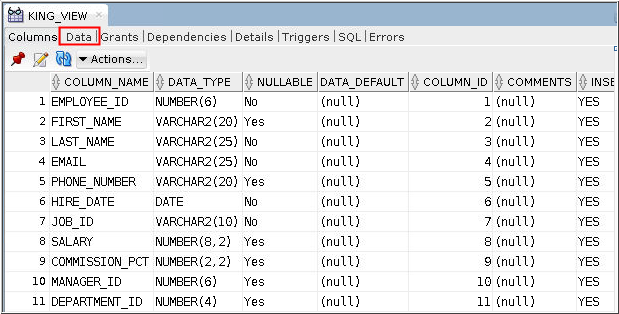 KING_VIEW
Columns Data Grants Dependencies Details Triggers SQL Errors
Actions...
COLUMN_NAME DATA_TYPE NULLABLE DATA_DEFAULT COLUMN_ID COMMENTS INSE
1 EMPLOYEE_ID NUMBER(6) No (null) 1 (null) YES
2 FIRST_NAME VARCHAR2(20) Yes (null) 2 (null) YES
3 LAST_NAME VARCHAR2(25) No (null) 3 (null) YES
4 EMAIL VARCHAR2(25) No (null) 4 (null) YES
5 PHONE_NUMBER VARCHAR2(20) Yes (null) 5 (null) YES
6 HIRE_DATE DATE No (null) 6 (null) YES
7 JOB_ID VARCHAR2(10) No (null) 7 (null) YES
8 SALARY NUMBER(8,2) Yes (null) 8 (null) YES
9 COMMISSION_PCT NUMBER(2,2) Yes (null) 9 (null) YES
10 MANAGER_ID NUMBER(6) Yes (null) 10 (null) YES
11 DEPARTMENT_ID NUMBER(4) Yes (null) 11 (null) YES